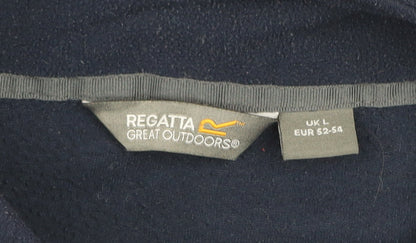 REGATTA
GREAT OUTDOORS®
UK L
EUR 52-54